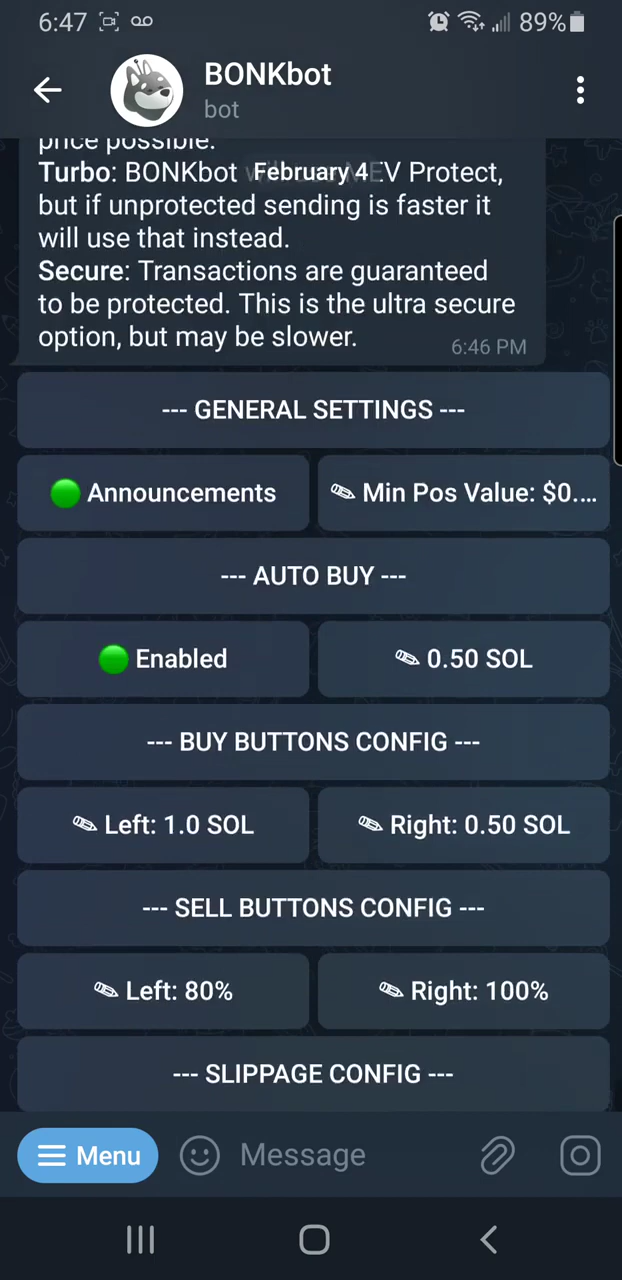 6:47
89%
BONKbot
bot
price possible.
February 4
Turbo: BONKbot EV Protect,
but if unprotected sending is faster it
will use that instead.
Secure: Transactions are guaranteed
to be protected. This is the ultra secure
option, but may be slower.
6:46 PM
--- GENERAL SETTINGS ---
Announcements
Min Pos Value: $0....
--- AUTO BUY ---
Enabled
0.50 SOL
--- BUY BUTTONS CONFIG ---
Left: 1.0 SOL
Right: 0.50 SOL
--- SELL BUTTONS CONFIG ---
Left: 80%
Right: 100%
--- SLIPPAGE CONFIG ---
Menu
Message